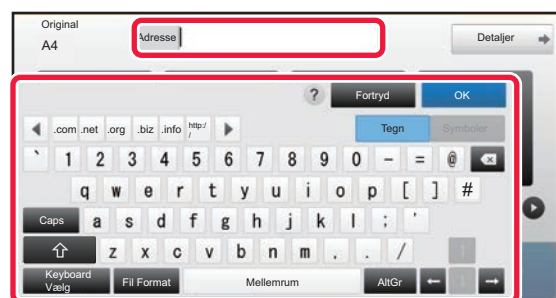 Original
A4
Adresse
Detaljer
? Fortryd OK
.com .net .org .biz .info http:/
/
Tegn Symboler
` 1 2 3 4 5 6 7 8 9 0 - = @
q w e r t y u i o p [ ] #
Caps a s d f g h j k l ; '
z x c v b n m , . /
Keyboard
Vælg
Fil Format Mellemrum AltGr